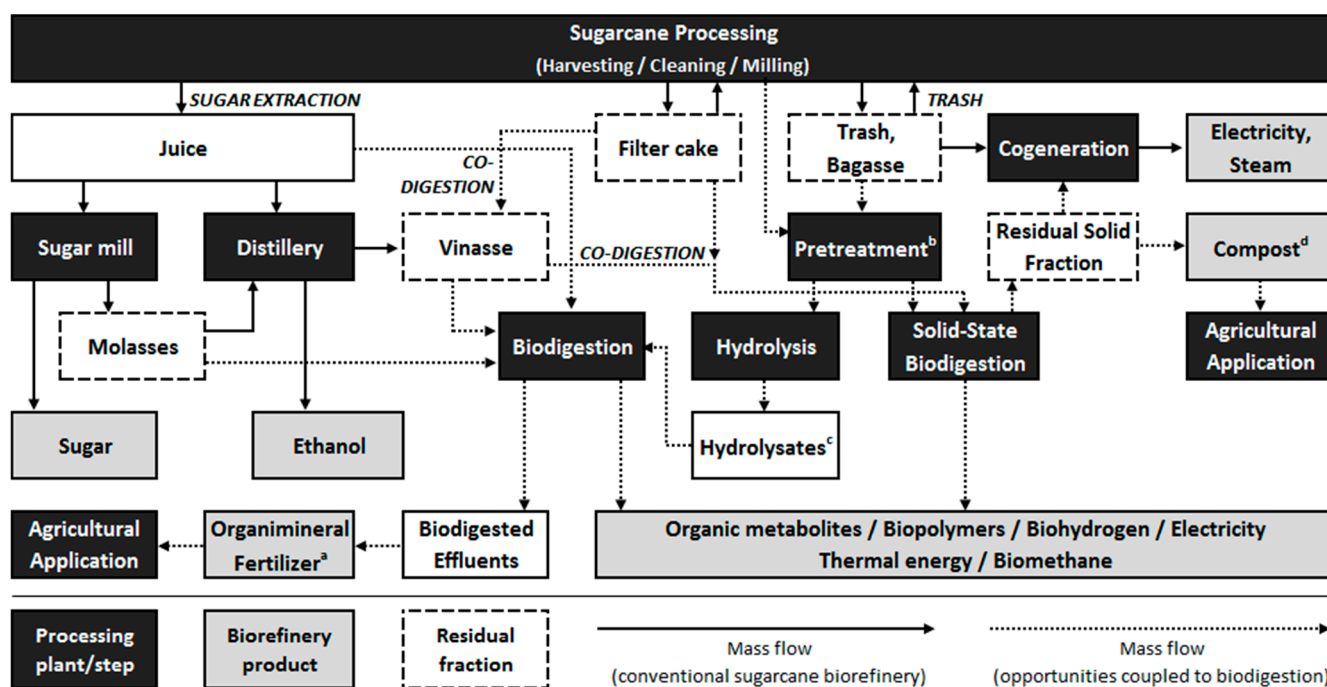 Sugarcane Processing
(Harvesting / Cleaning / Milling)
SUGAR EXTRACTION
TRASH
Juice
CO-
DIGESTION
Filter cake
Trash,
Bagasse
Cogeneration
Electricity,
Steam
Sugar mill
Distillery
Vinasse
CO-DIGESTION
Pretreatmentᵇ
Residual Solid
Fraction
Compostᵈ
Molasses
Biodigestion
Hydrolysis
Solid-State
Biodigestion
Agricultural
Application
Sugar
Ethanol
Hydrolysatesᶜ
Agricultural
Application
Organimineral
Fertilizerᵃ
Biodigested
Effluents
Organic metabolites / Biopolymers / Biohydrogen / Electricity
Thermal energy / Biomethane
Processing
plant/step
Biorefinery
product
Residual
fraction
Mass flow
(conventional sugarcane biorefinery)
Mass flow
(opportunities coupled to biodigestion)